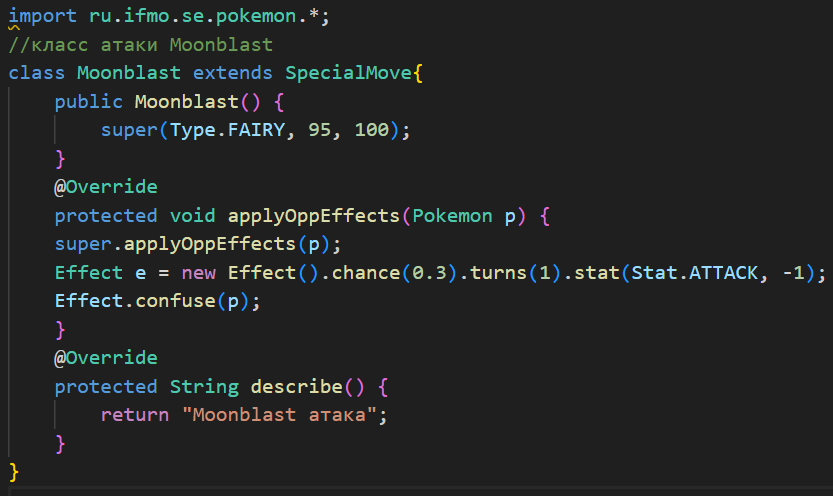 import ru.ifmo.se.pokemon.*;
//класс атаки Moonblast
class Moonblast extends SpecialMove{
    public Moonblast() {
        super(Type.FAIRY, 95, 100);
    }
    @Override
    protected void applyOppEffects(Pokemon p) {
    super.applyOppEffects(p);
    Effect e = new Effect().chance(0.3).turns(1).stat(Stat.ATTACK, -1);
    Effect.confuse(p);
    }
    @Override
    protected String describe() {
        return "Moonblast атака";
    }
}